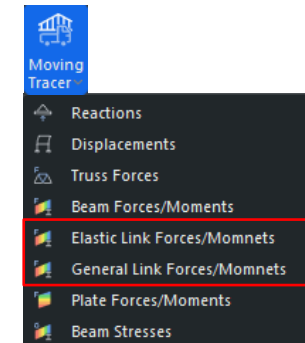 Moving
Tracer
Reactions
Displacements
Truss Forces
Beam Forces/Moments
Elastic Link Forces/Momnets
General Link Forces/Momnets
Plate Forces/Moments
Beam Stresses